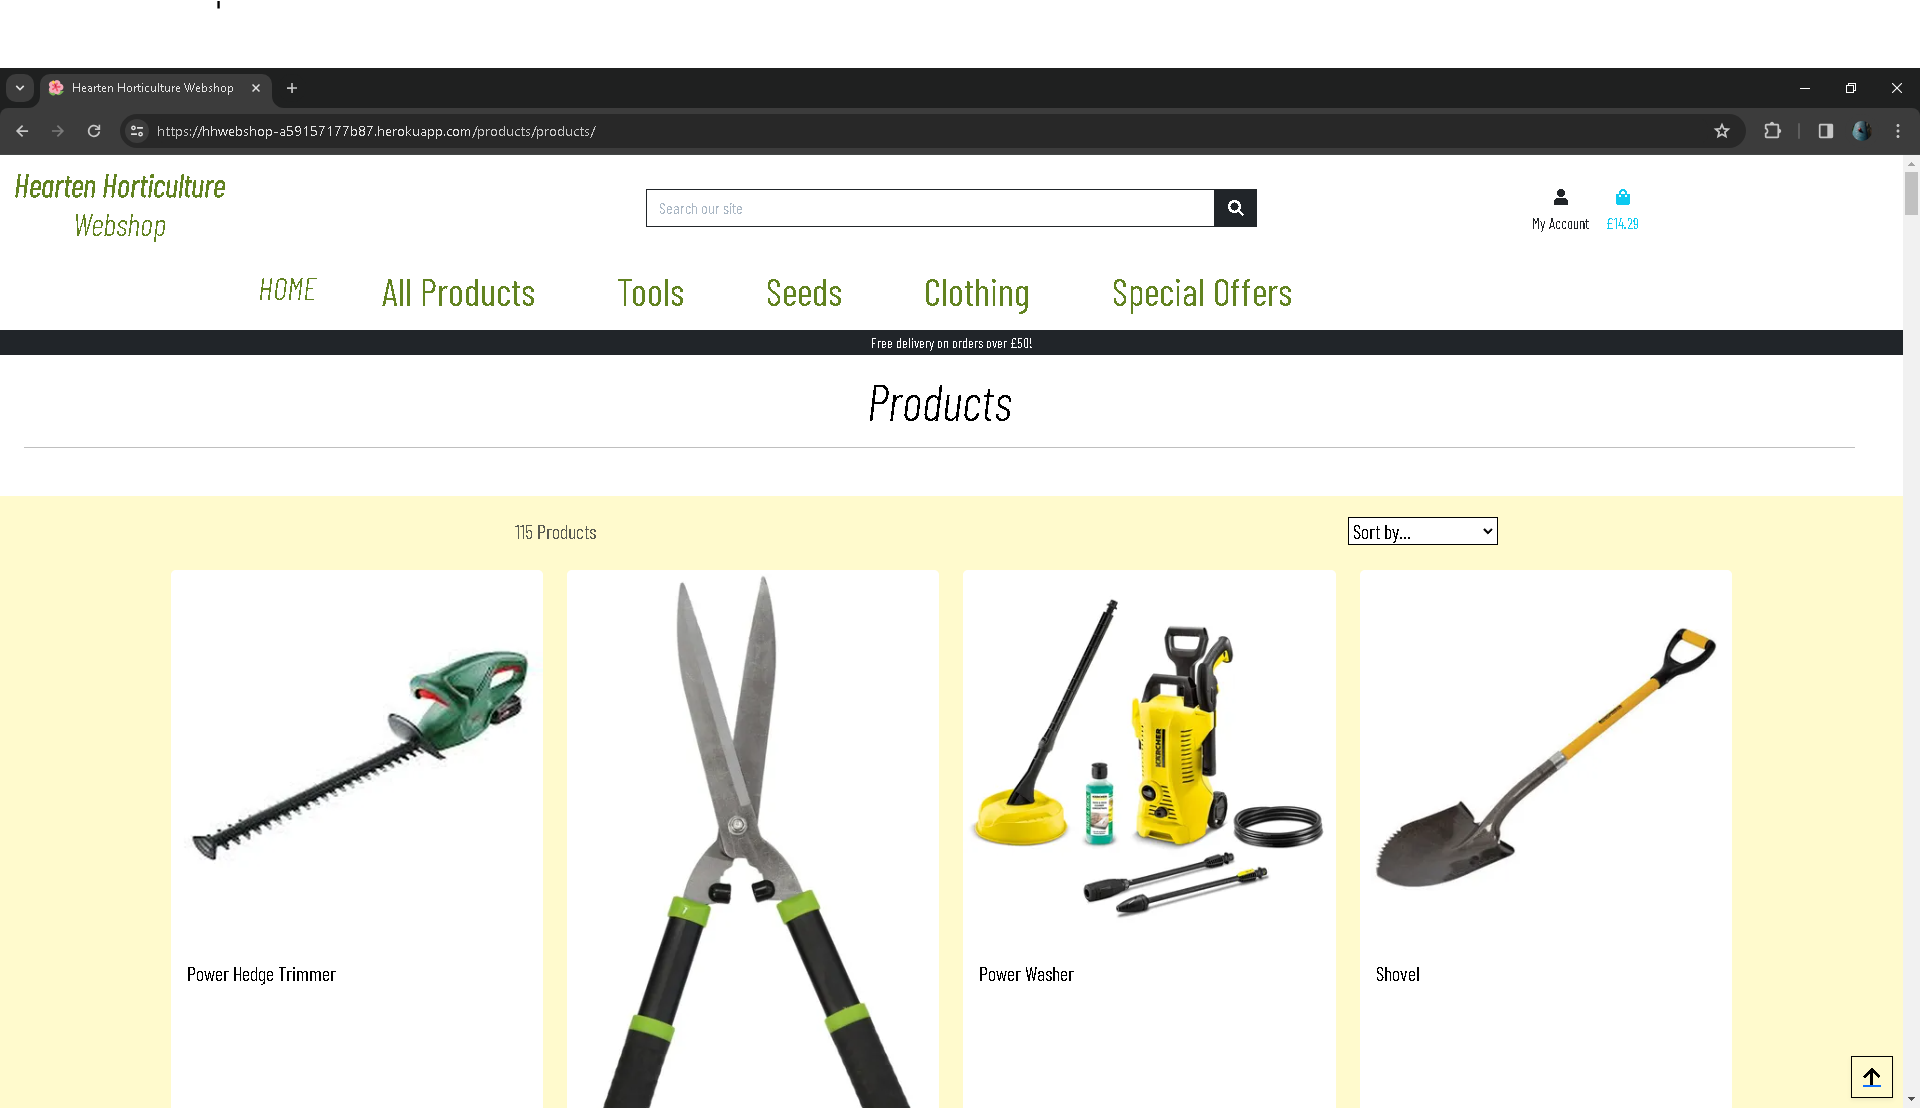 Hearten Horticulture Webshop
https://hhwebshop-a59157177b87.herokuapp.com/products/products/
Hearten Horticulture
Webshop
Search our site
My Account
£14.29
HOME
All Products
Tools
Seeds
Clothing
Special Offers
Free delivery on orders over £50!
Products
115 Products
Sort by...
KARCHER
Power Hedge Trimmer
Power Washer
Shovel